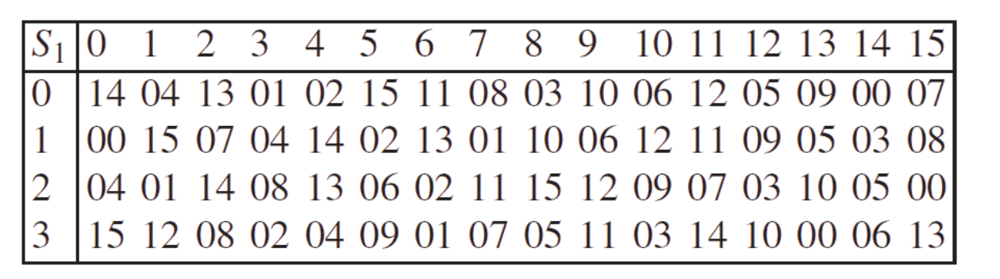 S₁ 0 1 2 3 4 5 6 7 8 9 10 11 12 13 14 15
0 14 04 13 01 02 15 11 08 03 10 06 12 05 09 00 07
1 00 15 07 04 14 02 13 01 10 06 12 11 09 05 03 08
2 04 01 14 08 13 06 02 11 15 12 09 07 03 10 05 00
3 15 12 08 02 04 09 01 07 05 11 03 14 10 00 06 13